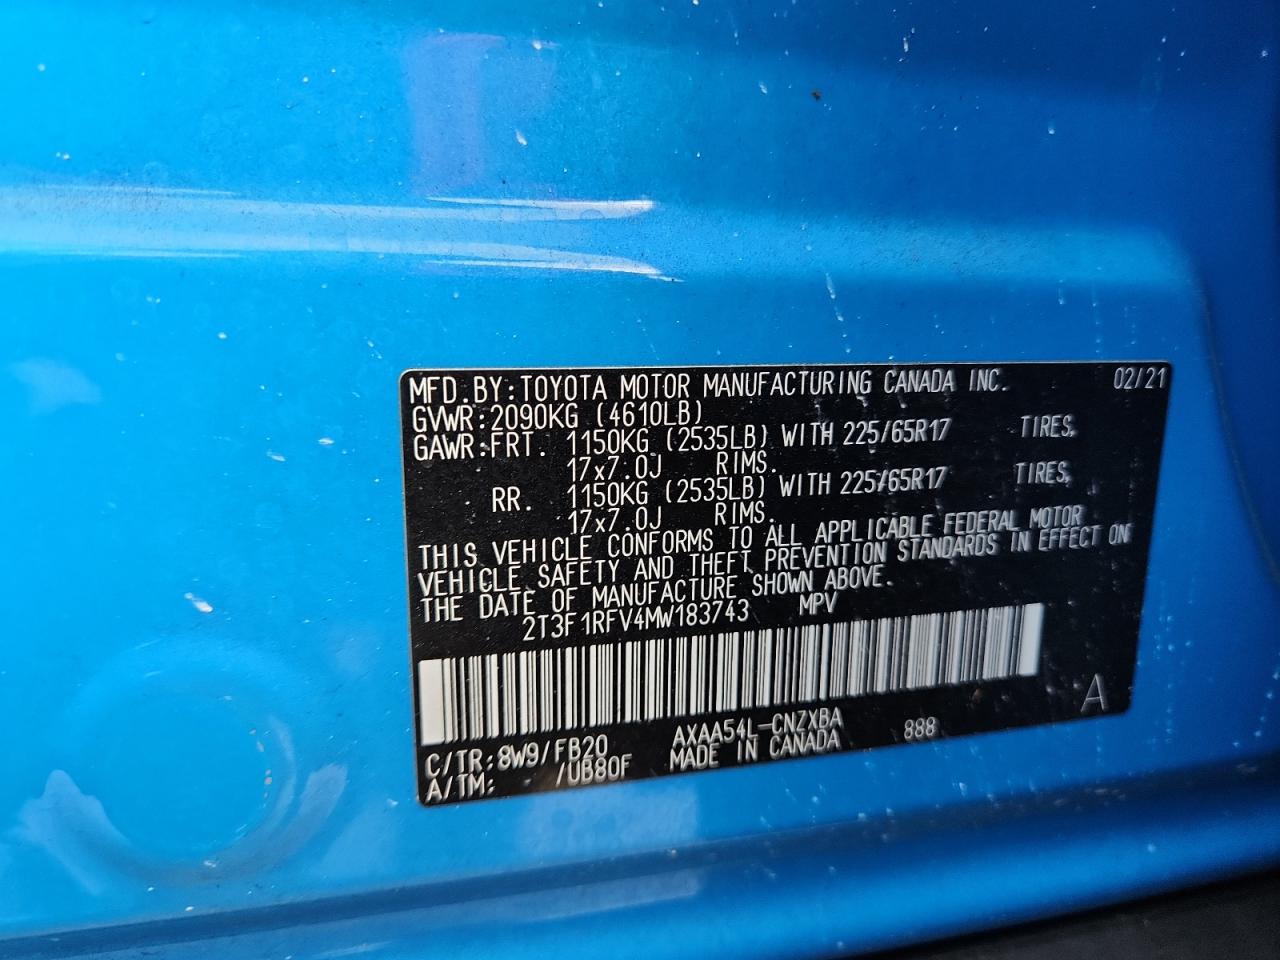 MFD.BY:TOYOTA MOTOR MANUFACTURING CANADA INC. 02/21
GVWR:2090KG (4610LB)
GAWR:FRT. 1150KG (2535LB) WITH 225/65R17 TIRES,
17x7.0J RIMS.
RR. 1150KG (2535LB) WITH 225/65R17 TIRES,
17x7.0J RIMS.
THIS VEHICLE CONFORMS TO ALL APPLICABLE FEDERAL MOTOR
VEHICLE SAFETY AND THEFT PREVENTION STANDARDS IN EFFECT ON
THE DATE OF MANUFACTURE SHOWN ABOVE.
2T3F1RFV4MW183743 MPV
C/TR:8W9/FB20 AXAA54L-CNZXBA 888 A
A/TM: /UB80F MADE IN CANADA